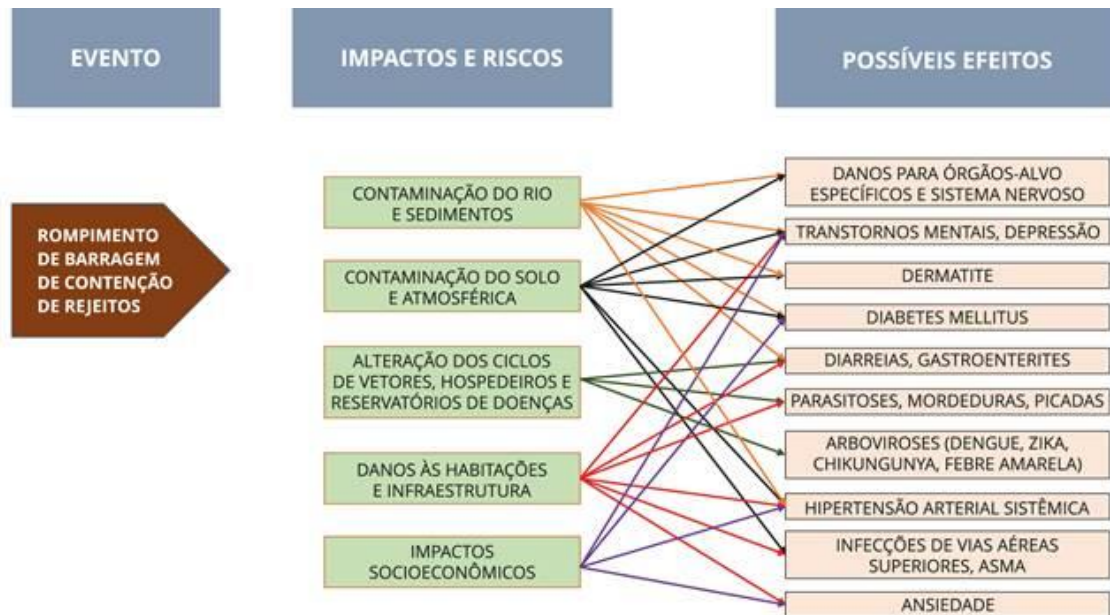 EVENTO
IMPACTOS E RISCOS
POSSÍVEIS EFEITOS
ROMPIMENTO
DE BARRAGEM
DE CONTENÇÃO
DE REJEITOS
CONTAMINAÇÃO DO RIO
E SEDIMENTOS
CONTAMINAÇÃO DO SOLO
E ATMOSFÉRICA
ALTERAÇÃO DOS CICLOS
DE VETORES, HOSPEDEIROS E
RESERVATÓRIOS DE DOENÇAS
DANOS ÀS HABITAÇÕES
E INFRAESTRUTURA
IMPACTOS
SOCIOECONÔMICOS
DANOS PARA ÓRGÃOS-ALVO
ESPECÍFICOS E SISTEMA NERVOSO
TRANSTORNOS MENTAIS, DEPRESSÃO
DERMATITE
DIABETES MELLITUS
DIARREIAS, GASTROENTERITES
PARASITOSES, MORDEDURAS, PICADAS
ARBOVIROSES (DENGUE, ZIKA,
CHIKUNGUNYA, FEBRE AMARELA)
HIPERTENSÃO ARTERIAL SISTÊMICA
INFECÇÕES DE VIAS AÉREAS
SUPERIORES, ASMA
ANSIEDADE